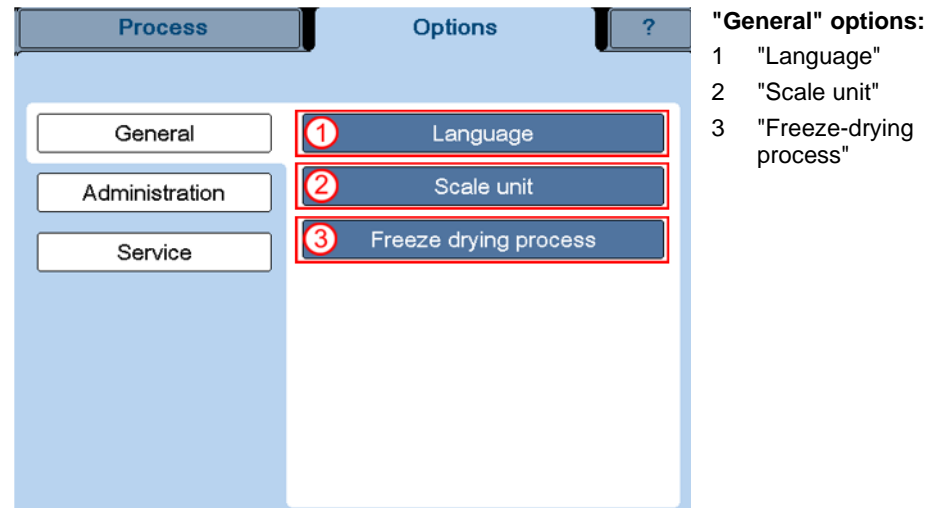 Process
Options
?
General
Administration
Service
1 Language
2 Scale unit
3 Freeze drying process
"General" options:
1 "Language"
2 "Scale unit"
3 "Freeze-drying
process"